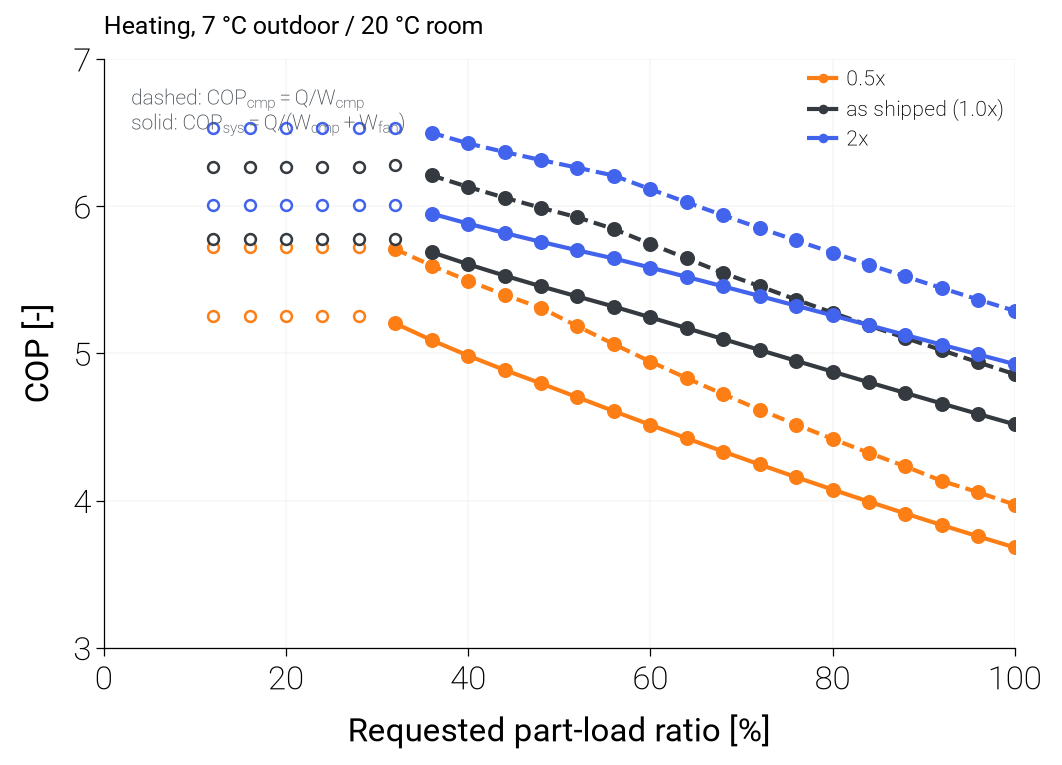 Heating, 7 °C outdoor / 20 °C room
7
dashed: COPcmp = Q/Wcmp
solid: COPsys = Q/(Wcmp + Wfan)
0.5x
as shipped (1.0x)
2x
6
5
4
3
COP [-]
0 20 40 60 80 100
Requested part-load ratio [%]